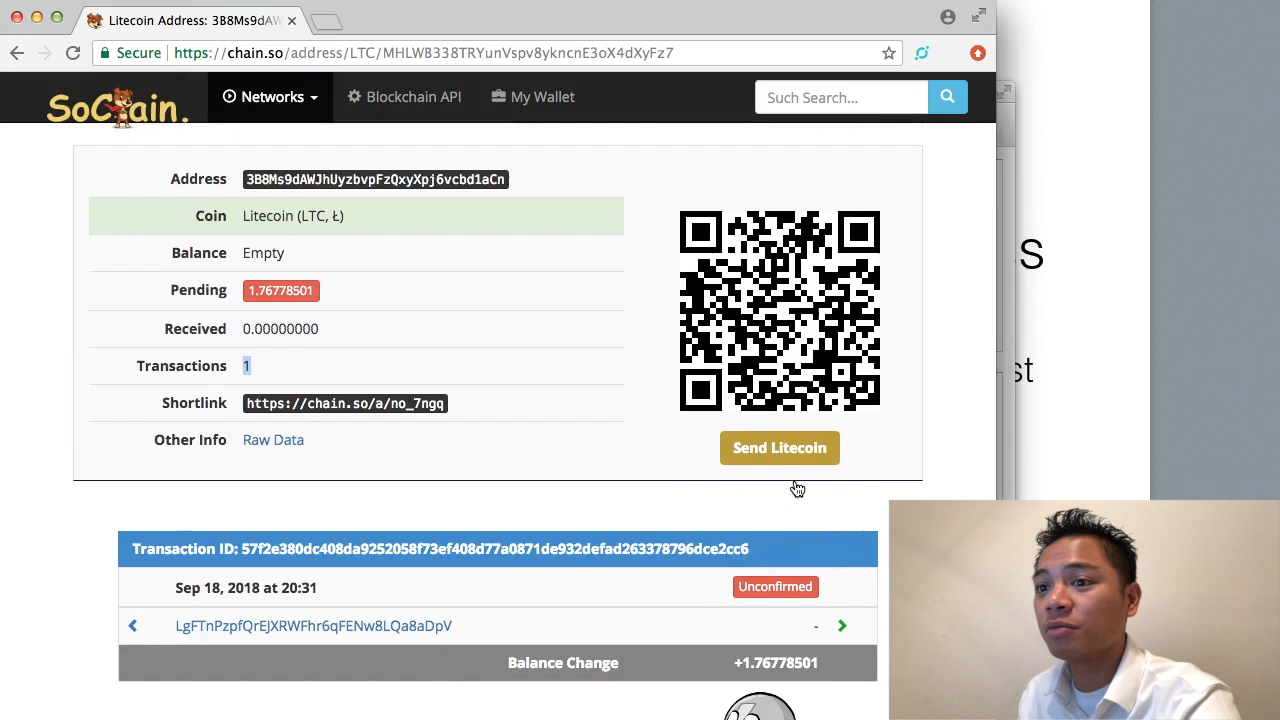 Litecoin Address: 3B8Ms9dAW
Secure https://chain.so/address/LTC/MHLWB338TRYunVspv8ykncnE3oX4dXyFz7
SoChain.
Networks
Blockchain API
My Wallet
Such Search...
Address 3B8Ms9dAWJhUyzbvpFzQxyXpj6vcbd1aCn
Coin Litecoin (LTC, Ł)
Balance Empty
Pending 1.76778501
Received 0.00000000
Transactions 1
Shortlink https://chain.so/a/no_7ngq
Other Info Raw Data
Send Litecoin
s
st
Transaction ID: 57f2e380dc408da9252058f73ef408d77a0871de932defad263378796dce2cc6
Sep 18, 2018 at 20:31 Unconfirmed
LgFTnPzpfQrEJXRWFhr6qFENw8LQa8aDpV -
Balance Change +1.76778501